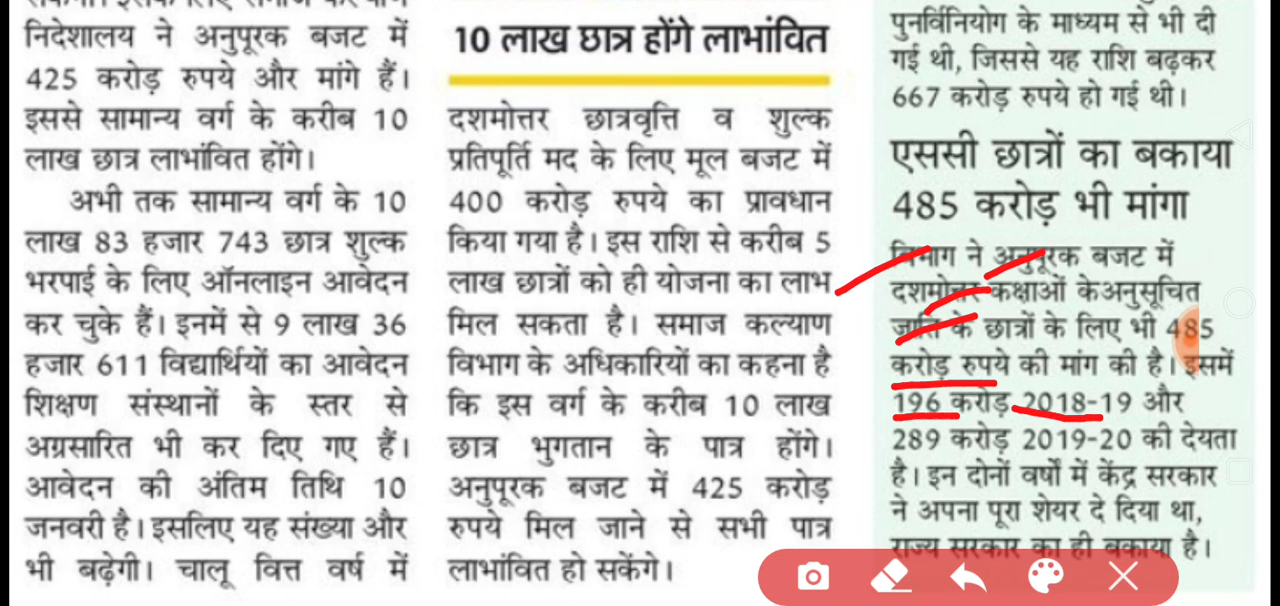 निदेशालय ने अनुपूरक बजट में
425 करोड़ रुपये और मांगे हैं।
इससे सामान्य वर्ग के करीब 10
लाख छात्र लाभांवित होंगे।
अभी तक सामान्य वर्ग के 10
लाख 83 हजार 743 छात्र शुल्क
भरपाई के लिए ऑनलाइन आवेदन
कर चुके हैं। इनमें से 9 लाख 36
हजार 611 विद्यार्थियों का आवेदन
शिक्षण संस्थानों के स्तर से
अग्रसारित भी कर दिए गए हैं।
आवेदन की अंतिम तिथि 10
जनवरी है। इसलिए यह संख्या और
भी बढ़ेगी। चालू वित्त वर्ष में
10 लाख छात्र होंगे लाभांवित
दशमोत्तर छात्रवृत्ति व शुल्क
प्रतिपूर्ति मद के लिए मूल बजट में
400 करोड़ रुपये का प्रावधान
किया गया है। इस राशि से करीब 5
लाख छात्रों को ही योजना का लाभ
मिल सकता है। समाज कल्याण
विभाग के अधिकारियों का कहना है
कि इस वर्ग के करीब 10 लाख
छात्र भुगतान के पात्र होंगे।
अनुपूरक बजट में 425 करोड़
रुपये मिल जाने से सभी पात्र
लाभांवित हो सकेंगे।
पुनर्विनियोग के माध्यम से भी दी
गई थी, जिससे यह राशि बढ़कर
667 करोड़ रुपये हो गई थी।
एससी छात्रों का बकाया
485 करोड़ भी मांगा
विभाग ने अनुपूरक बजट में
दशमोत्तर कक्षाओं केअनुसूचित
जाति के छात्रों के लिए भी 485
करोड़ रुपये की मांग की है। इसमें
196 करोड़ 2018-19 और
289 करोड़ 2019-20 की देयता
है। इन दोनों वर्षों में केंद्र सरकार
ने अपना पूरा शेयर दे दिया था,
राज्य सरकार का ही बकाया है।